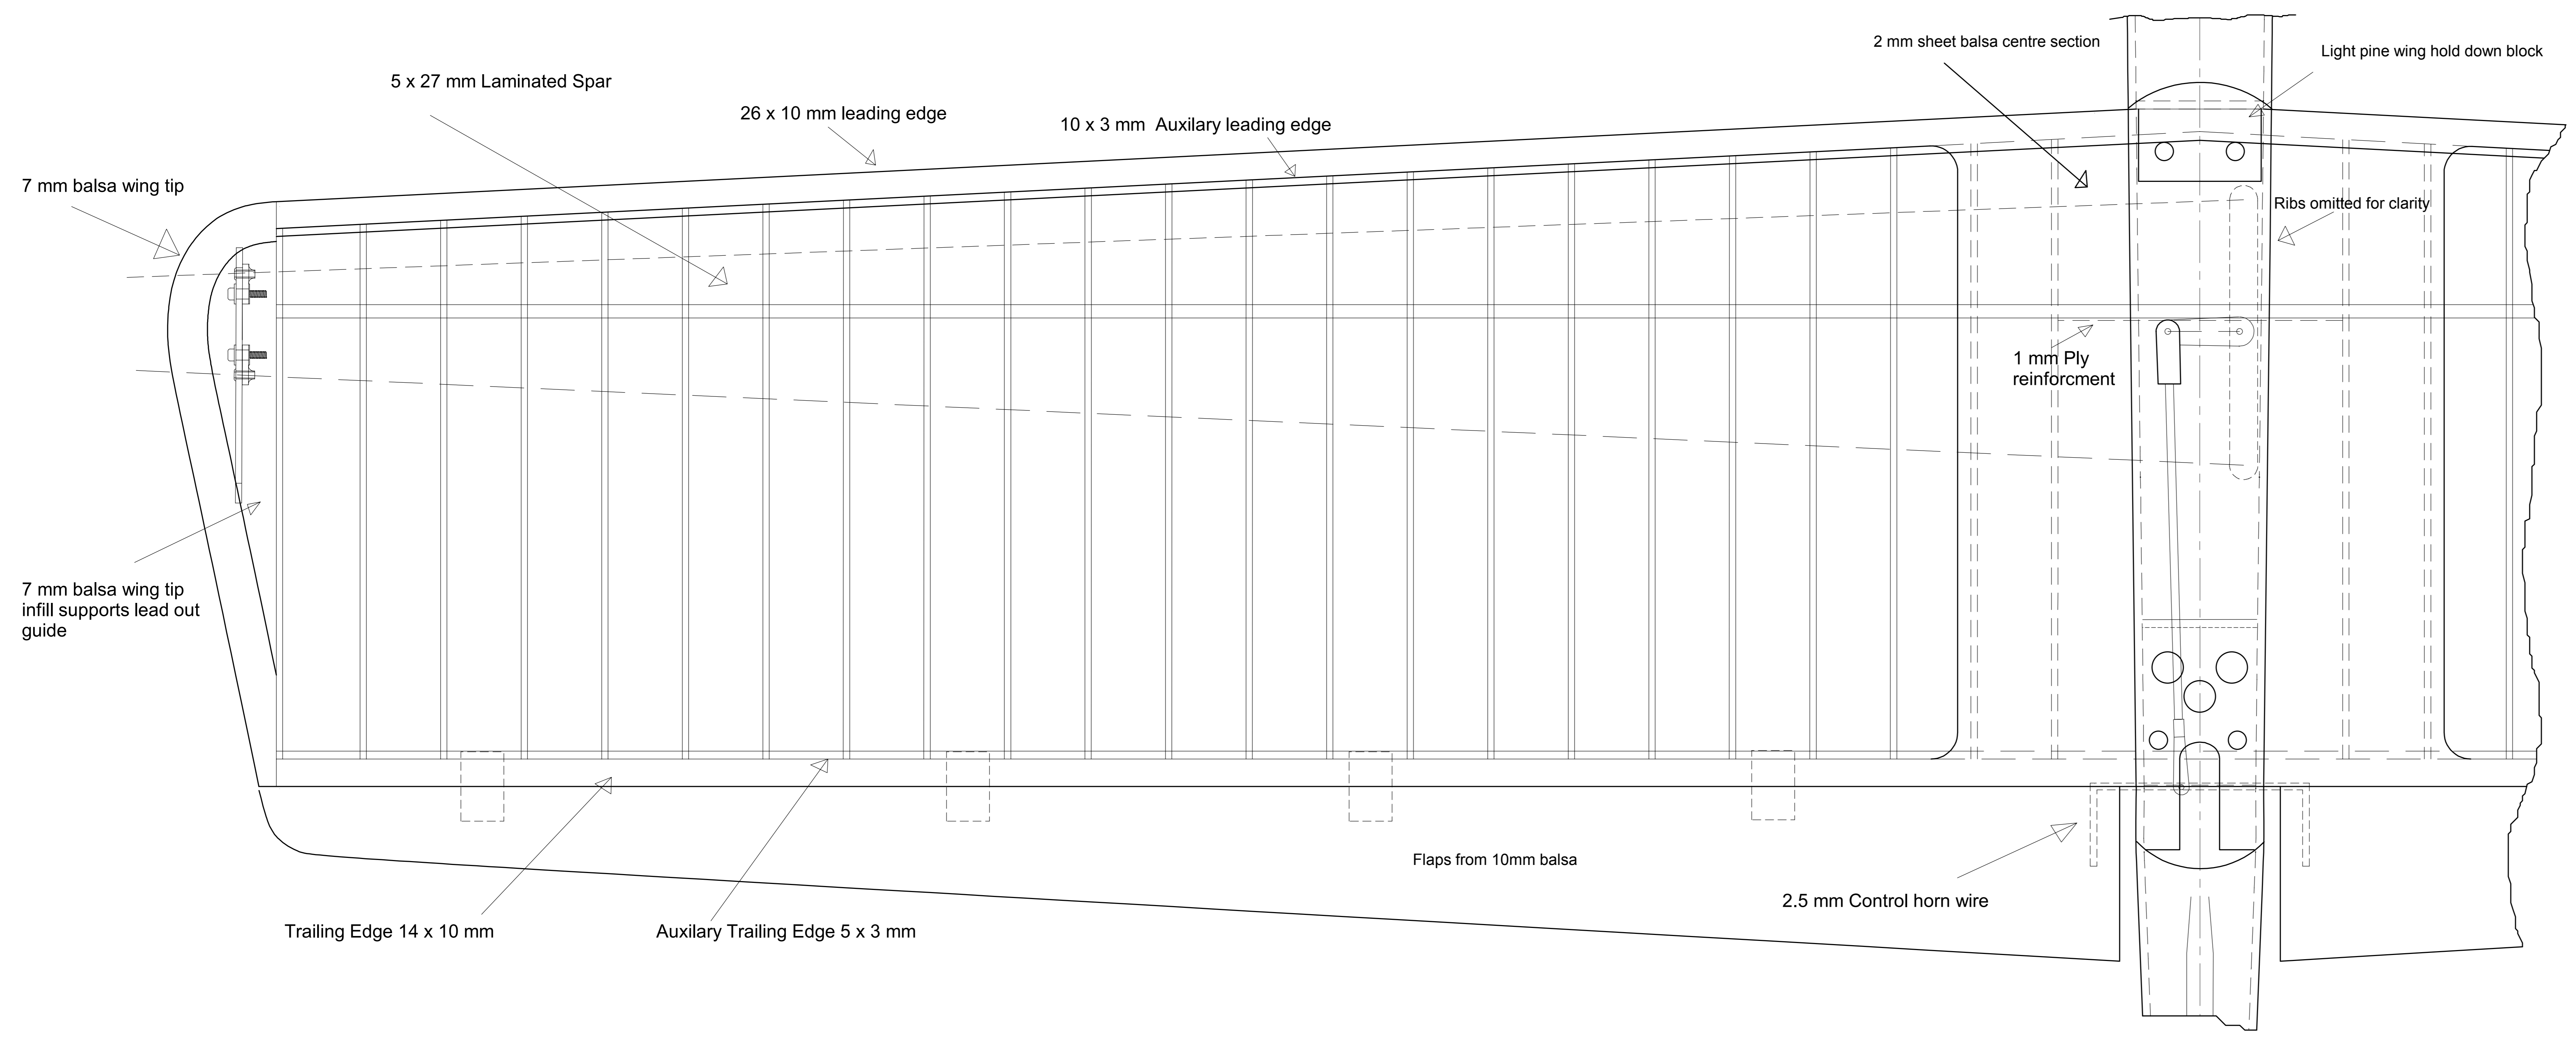 2 mm sheet balsa centre section
Light pine wing hold down block
5 x 27 mm Laminated Spar
26 x 10 mm leading edge
10 x 3 mm  Auxilary leading edge
7 mm balsa wing tip
Ribs omitted for clarity
1 mm Ply
reinforcment
7 mm balsa wing tip
infill supports lead out
guide
Flaps from 10mm balsa
2.5 mm Control horn wire
Trailing Edge 14 x 10 mm
Auxilary Trailing Edge 5 x 3 mm